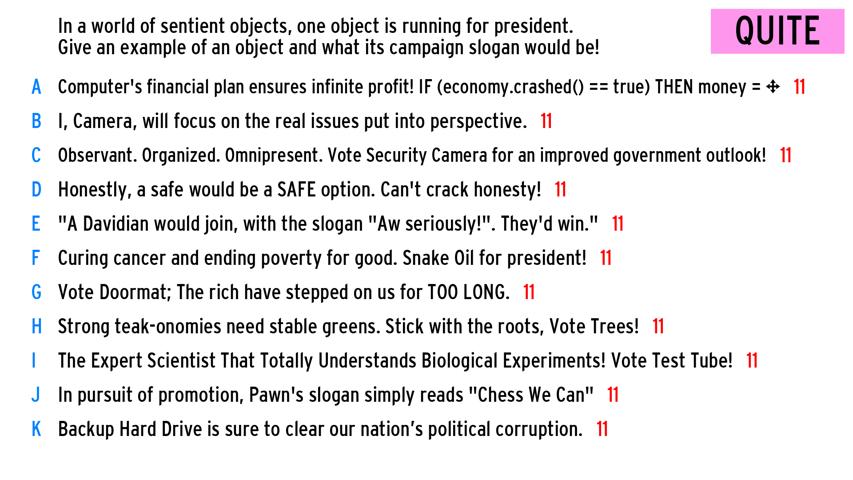 In a world of sentient objects, one object is running for president.
Give an example of an object and what its campaign slogan would be!
QUITE
A Computer's financial plan ensures infinite profit! IF (economy.crashed() == true) THEN money = ✥ 11
B I, Camera, will focus on the real issues put into perspective. 11
C Observant. Organized. Omnipresent. Vote Security Camera for an improved government outlook! 11
D Honestly, a safe would be a SAFE option. Can't crack honesty! 11
E "A Davidian would join, with the slogan "Aw seriously!". They'd win." 11
F Curing cancer and ending poverty for good. Snake Oil for president! 11
G Vote Doormat; The rich have stepped on us for TOO LONG. 11
H Strong teak-onomies need stable greens. Stick with the roots, Vote Trees! 11
I The Expert Scientist That Totally Understands Biological Experiments! Vote Test Tube! 11
J In pursuit of promotion, Pawn's slogan simply reads "Chess We Can" 11
K Backup Hard Drive is sure to clear our nation’s political corruption. 11